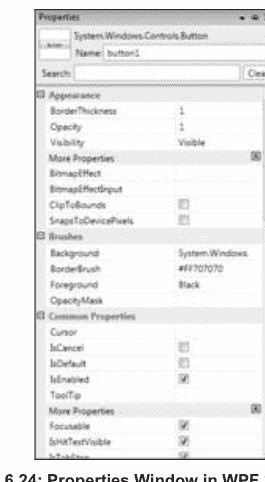 Properties
System.Windows.Controls.Button
Name: button1
Search: Clea
Appearance
BorderThickness 1
Opacity 1
Visibility Visible
More Properties
BitmapEffect
BitmapEffectInput
ClipToBounds
SnapsToDevicePixels
Brushes
Background System.Windows.
BorderBrush #FF707070
Foreground Black
OpacityMask
Common Properties
Cursor
IsCancel
IsDefault
IsEnabled
ToolTip
More Properties
Focusable
IsHitTestVisible
IsTabStop
6.24: Properties Window in WPF